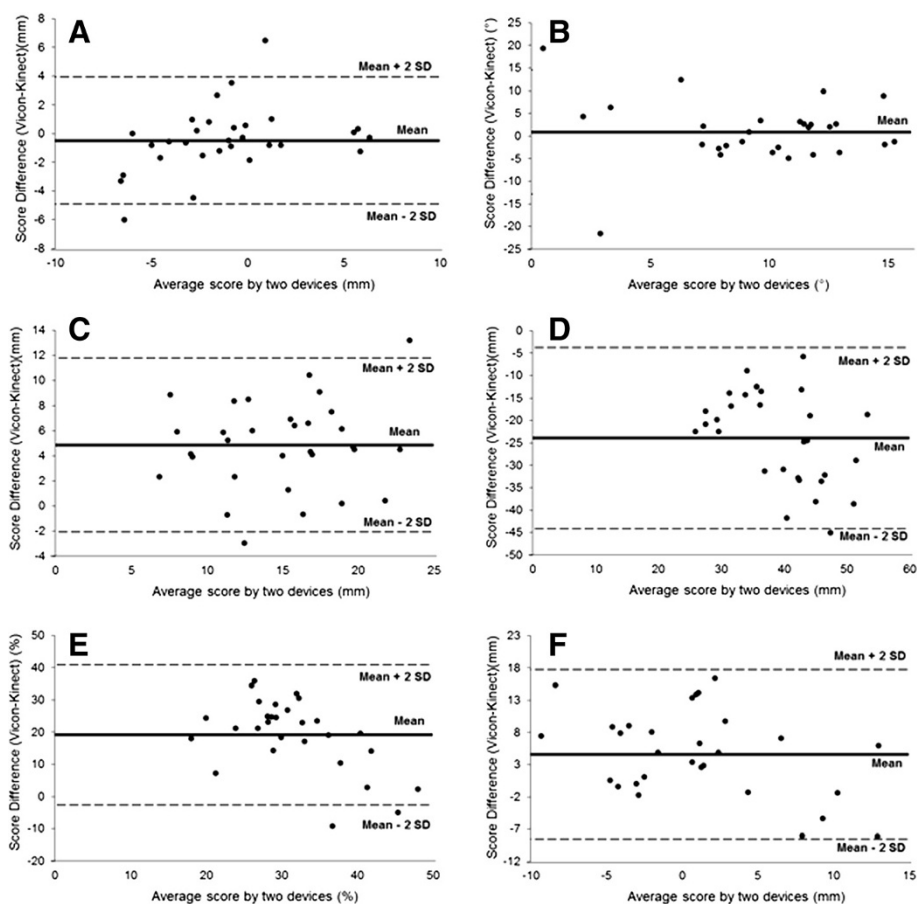 A
Score Difference (Vicon-Kinect)(mm)
8
6
4
2
0
-2
-4
-6
-8
Mean + 2 SD
Mean
Mean - 2 SD
-10
-5
0
5
10
Average score by two devices (mm)
B
Score Difference (Vicon-Kinect) (°)
25
20
15
10
5
0
-5
-10
-15
-20
-25
Mean
0
5
10
15
Average score by two devices (°)
C
Score Difference (Vicon-Kinect)(mm)
14
12
10
8
6
4
2
0
-2
-4
Mean + 2 SD
Mean
Mean - 2 SD
0
5
10
15
20
25
Average score by two devices (mm)
D
Score Difference (Vicon-Kinect)(mm)
0
-5
-10
-15
-20
-25
-30
-35
-40
-45
-50
Mean + 2 SD
Mean
Mean - 2 SD
0
10
20
30
40
50
60
Average score by two devices (mm)
E
Score Difference (Vicon-Kinect) (%)
50
40
30
20
10
0
-10
-20
Mean + 2 SD
Mean
Mean - 2 SD
0
10
20
30
40
50
Average score by two devices (%)
F
Score Difference (Vicon-Kinect)(mm)
23
18
13
8
3
-2
-7
-12
Mean + 2 SD
Mean
Mean - 2 SD
-10
-5
0
5
10
15
Average score by two devices (mm)